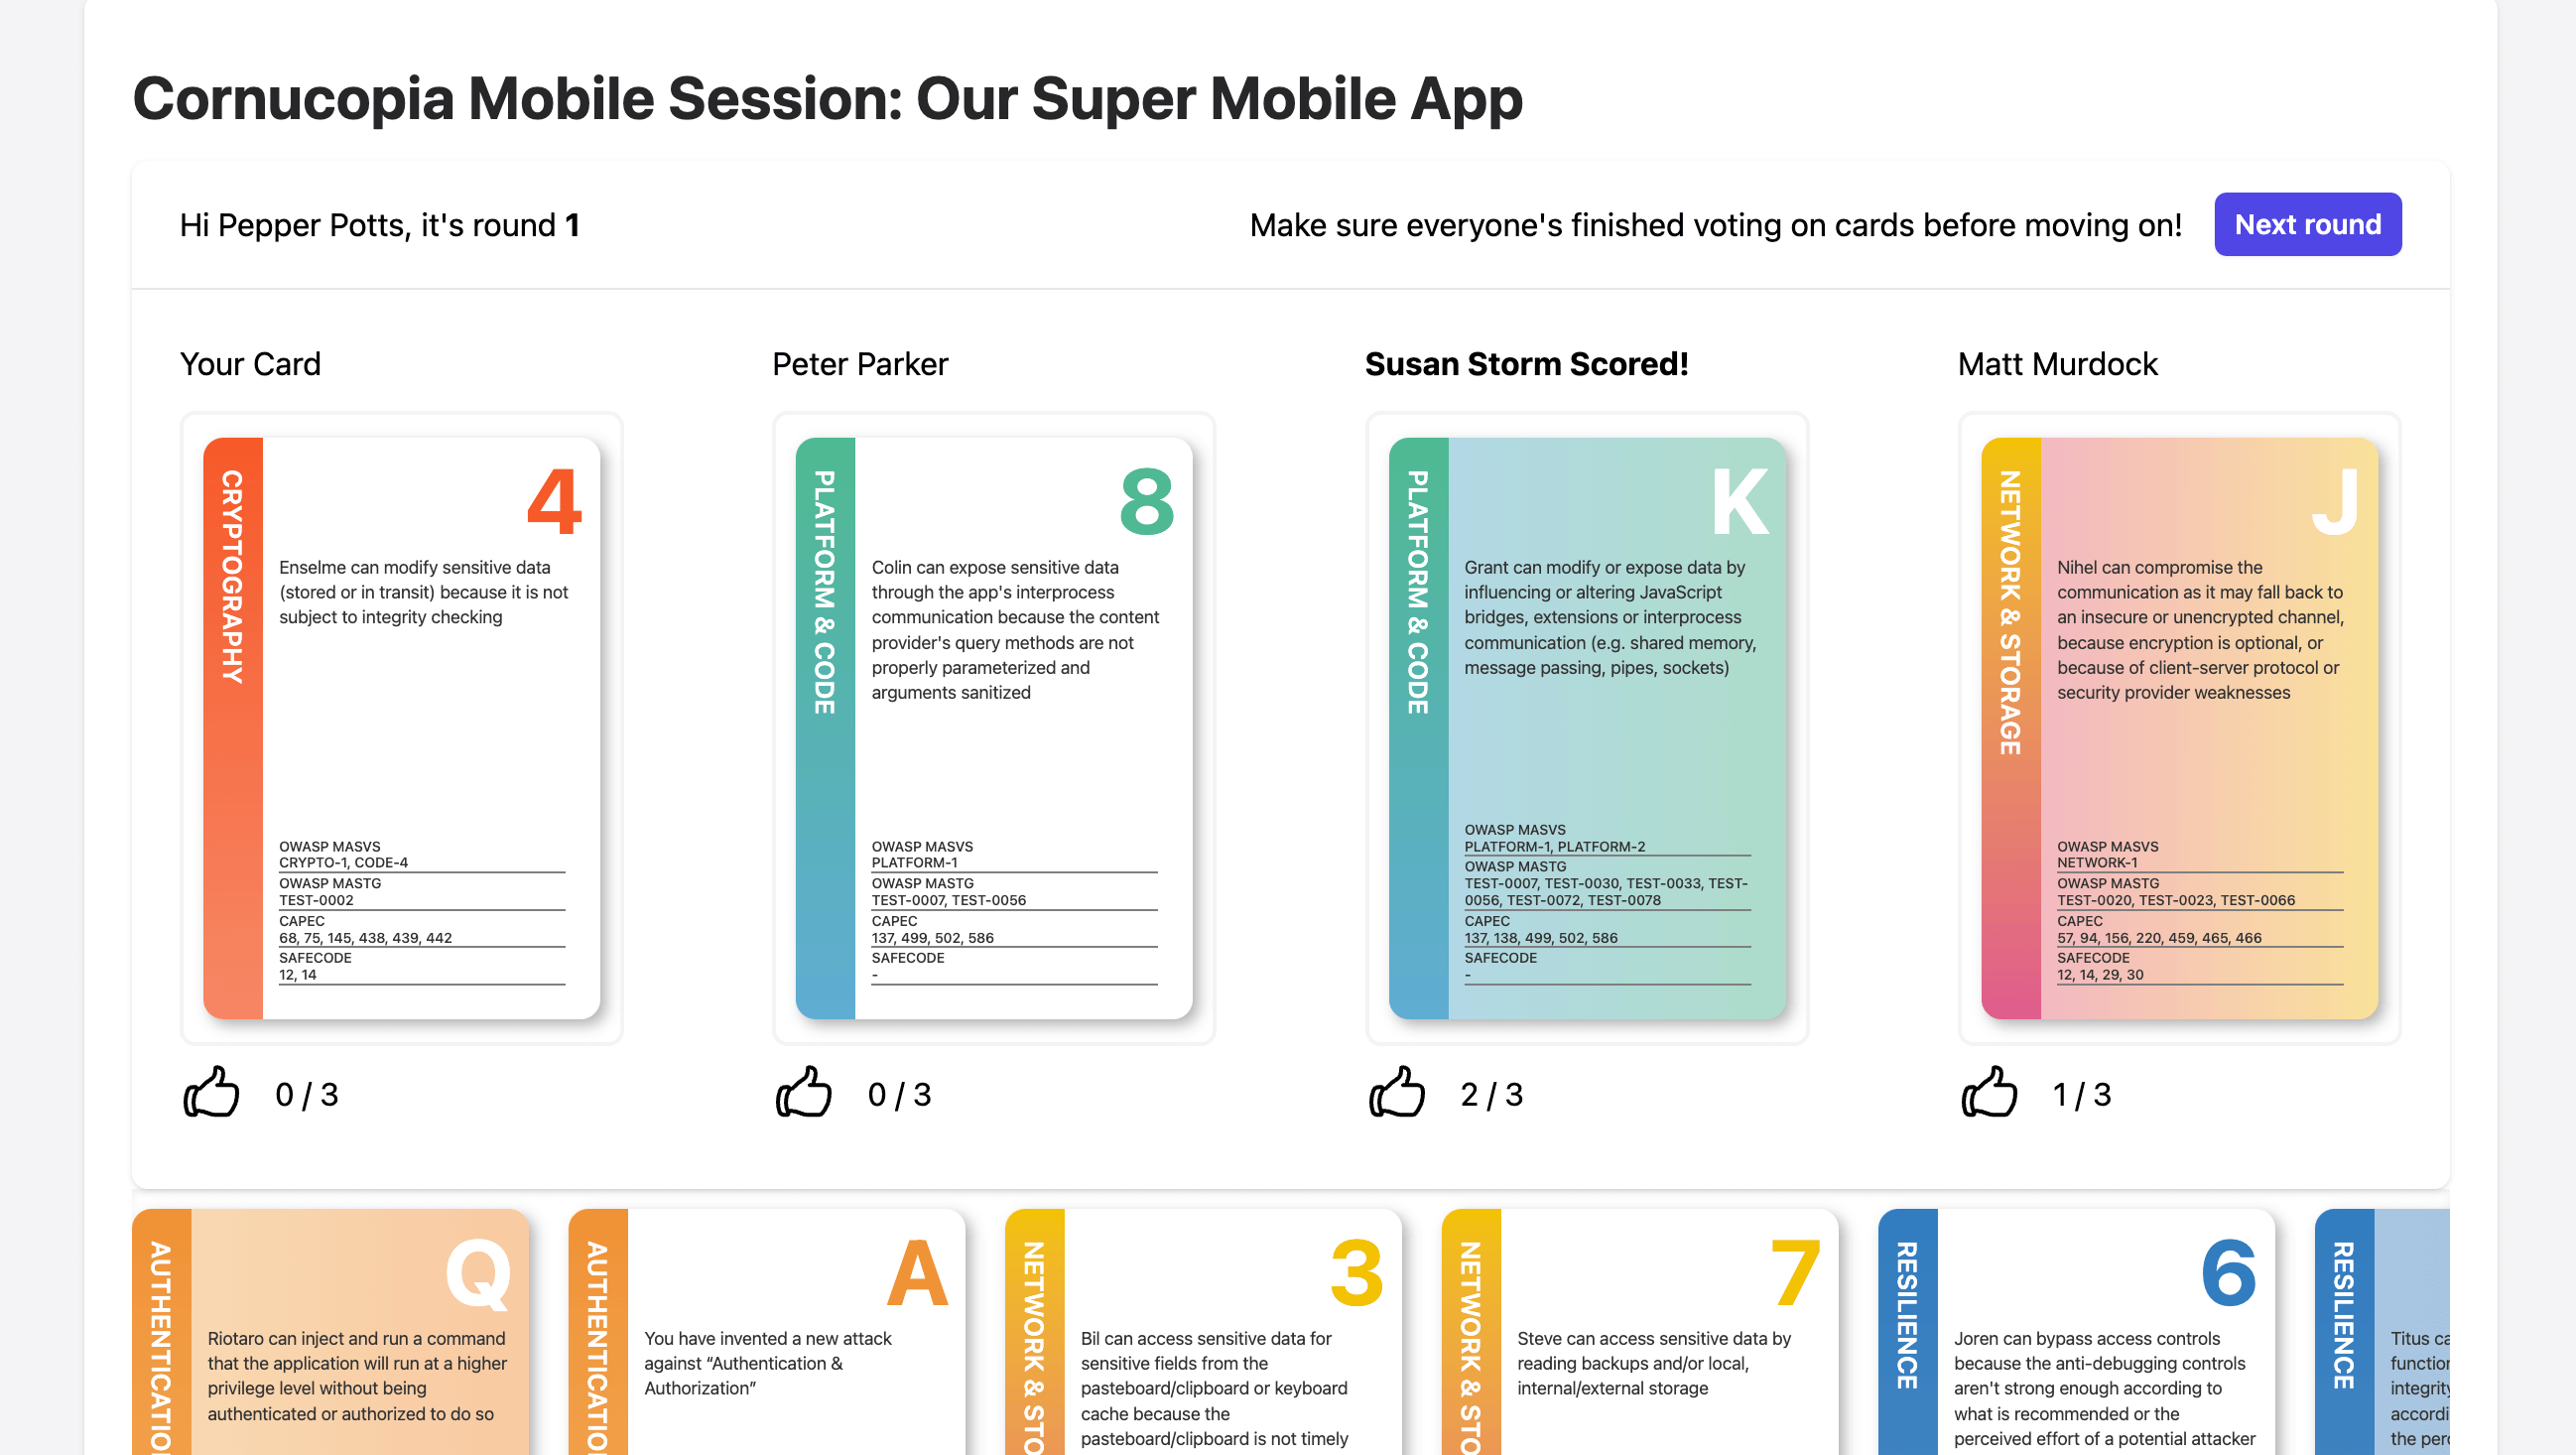 Cornucopia Mobile Session: Our Super Mobile App
Hi Pepper Potts, it's round 1
Make sure everyone's finished voting on cards before moving on!
Next round
Your Card
CRYPTOGRAPHY
4
Enselme can modify sensitive data
(stored or in transit) because it is not
subject to integrity checking
OWASP MASVS
CRYPTO-1, CODE-4
OWASP MASTG
TEST-0002
CAPEC
68, 75, 145, 438, 439, 442
SAFECODE
12, 14
0 / 3
Peter Parker
PLATFORM & CODE
8
Colin can expose sensitive data
through the app's interprocess
communication because the content
provider's query methods are not
properly parameterized and
arguments sanitized
OWASP MASVS
PLATFORM-1
OWASP MASTG
TEST-0007, TEST-0056
CAPEC
137, 499, 502, 586
SAFECODE
-
0 / 3
Susan Storm Scored!
PLATFORM & CODE
K
Grant can modify or expose data by
influencing or altering JavaScript
bridges, extensions or interprocess
communication (e.g. shared memory,
message passing, pipes, sockets)
OWASP MASVS
PLATFORM-1, PLATFORM-2
OWASP MASTG
TEST-0007, TEST-0030, TEST-0033, TEST-
0056, TEST-0072, TEST-0078
CAPEC
137, 138, 499, 502, 586
SAFECODE
-
2 / 3
Matt Murdock
NETWORK & STORAGE
J
Nihel can compromise the
communication as it may fall back to
an insecure or unencrypted channel,
because encryption is optional, or
because of client-server protocol or
security provider weaknesses
OWASP MASVS
NETWORK-1
OWASP MASTG
TEST-0020, TEST-0023, TEST-0066
CAPEC
57, 94, 156, 220, 459, 465, 466
SAFECODE
12, 14, 29, 30
1 / 3
AUTHENTICATIO
Q
Riotaro can inject and run a command
that the application will run at a higher
privilege level without being
authenticated or authorized to do so
AUTHENTICATIO
A
You have invented a new attack
against “Authentication &
Authorization”
NETWORK & STO
3
Bil can access sensitive data for
sensitive fields from the
pasteboard/clipboard or keyboard
cache because the
pasteboard/clipboard is not timely
NETWORK & STO
7
Steve can access sensitive data by
reading backups and/or local,
internal/external storage
RESILIENCE
6
Joren can bypass access controls
because the anti-debugging controls
aren't strong enough according to
what is recommended or the
perceived effort of a potential attacker
RESILIENCE
Titus ca
function
integrity
accordi
the perc